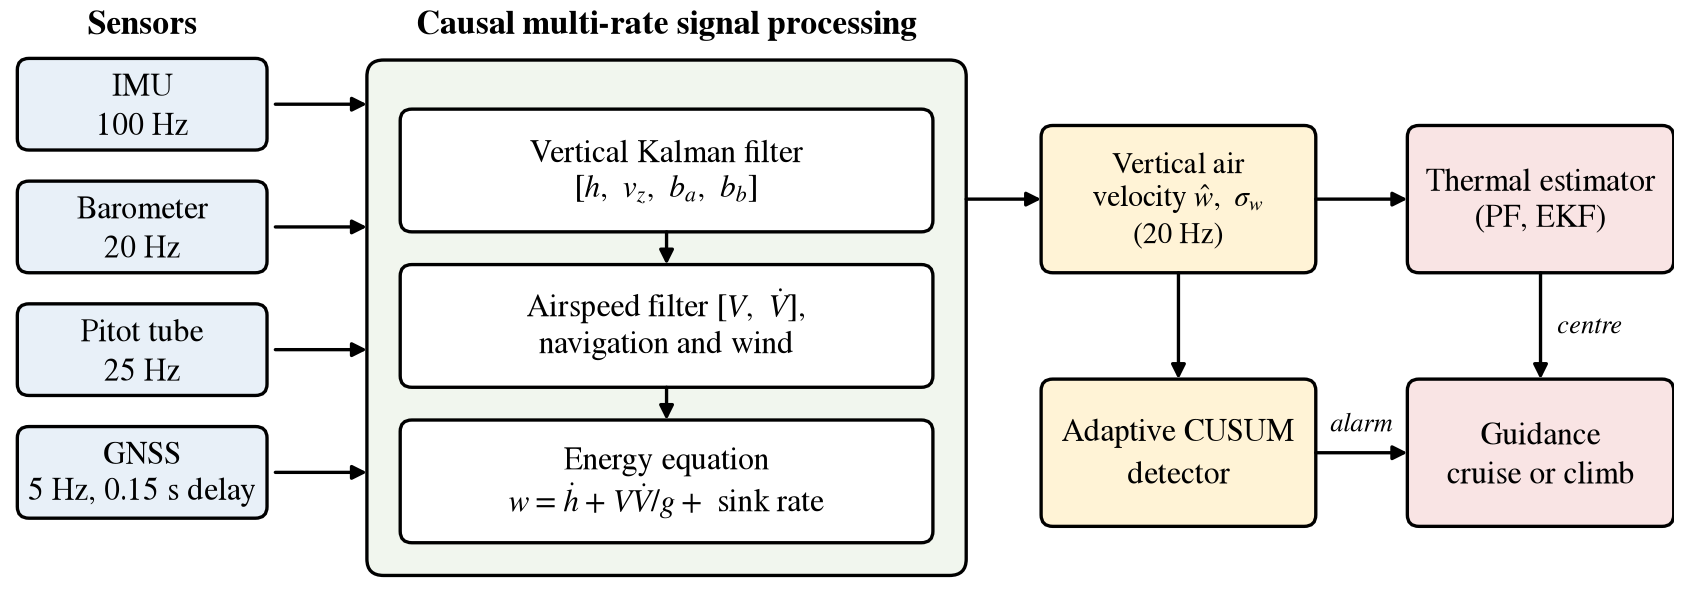 Sensors
IMU
100 Hz
Barometer
20 Hz
Pitot tube
25 Hz
GNSS
5 Hz, 0.15 s delay
Causal multi-rate signal processing
Vertical Kalman filter
[h, v_z, b_a, b_b]
Airspeed filter [V, V̇],
navigation and wind
Energy equation
w = ḣ + VV̇/g + sink rate
Vertical air
velocity ŵ, σ_w
(20 Hz)
Thermal estimator
(PF, EKF)
centre
Adaptive CUSUM
detector
alarm
Guidance
cruise or climb